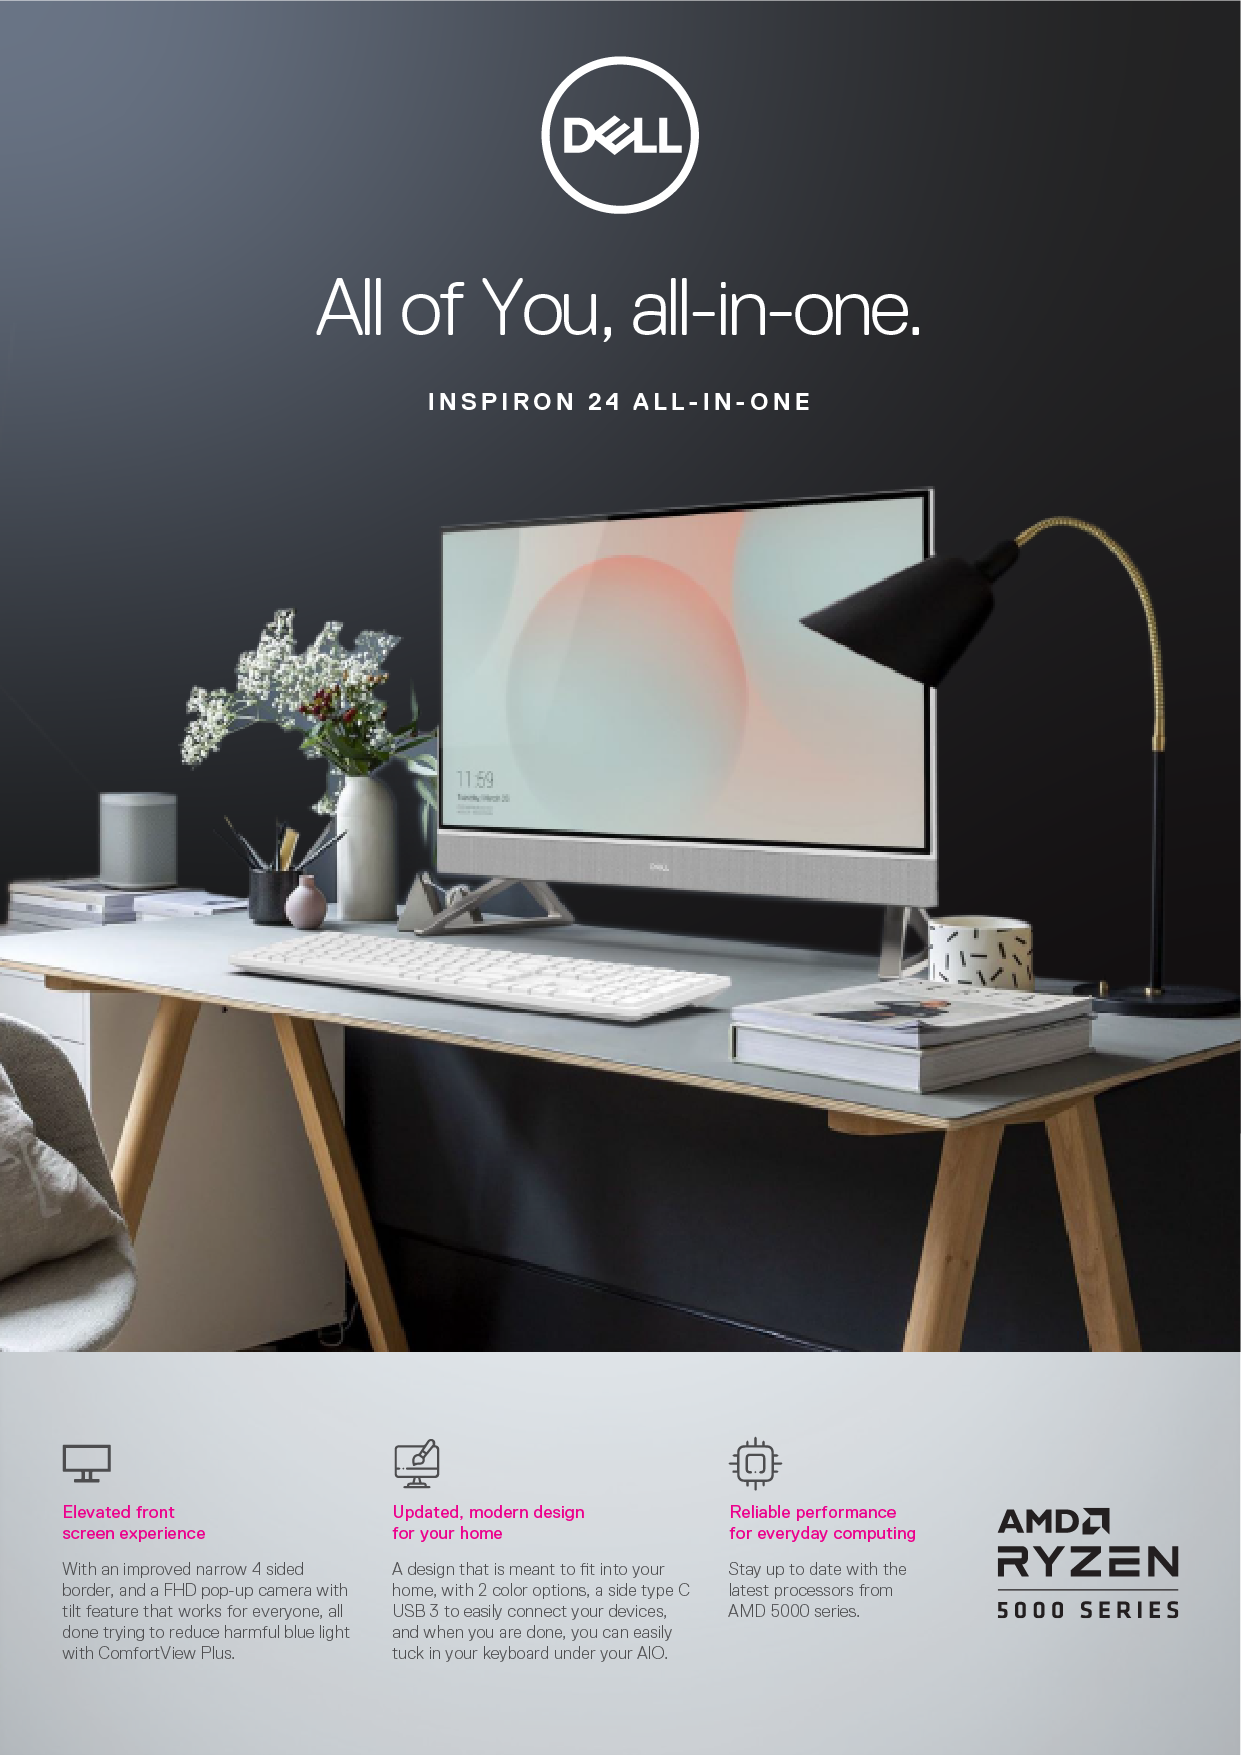 DELL
All of You, all-in-one.
INSPIRON 24 ALL-IN-ONE
11:59
Tuesday, March
DELL
Elevated front
screen experience
With an improved narrow 4 sided
border, and a FHD pop-up camera with
tilt feature that works for everyone, all
done trying to reduce harmful blue light
with ComfortView Plus.
Updated, modern design
for your home
A design that is meant to fit into your
home, with 2 color options, a side type C
USB 3 to easily connect your devices,
and when you are done, you can easily
tuck in your keyboard under your AIO.
Reliable performance
for everyday computing
Stay up to date with the
latest processors from
AMD 5000 series.
AMD
RYZEN
5000 SERIES